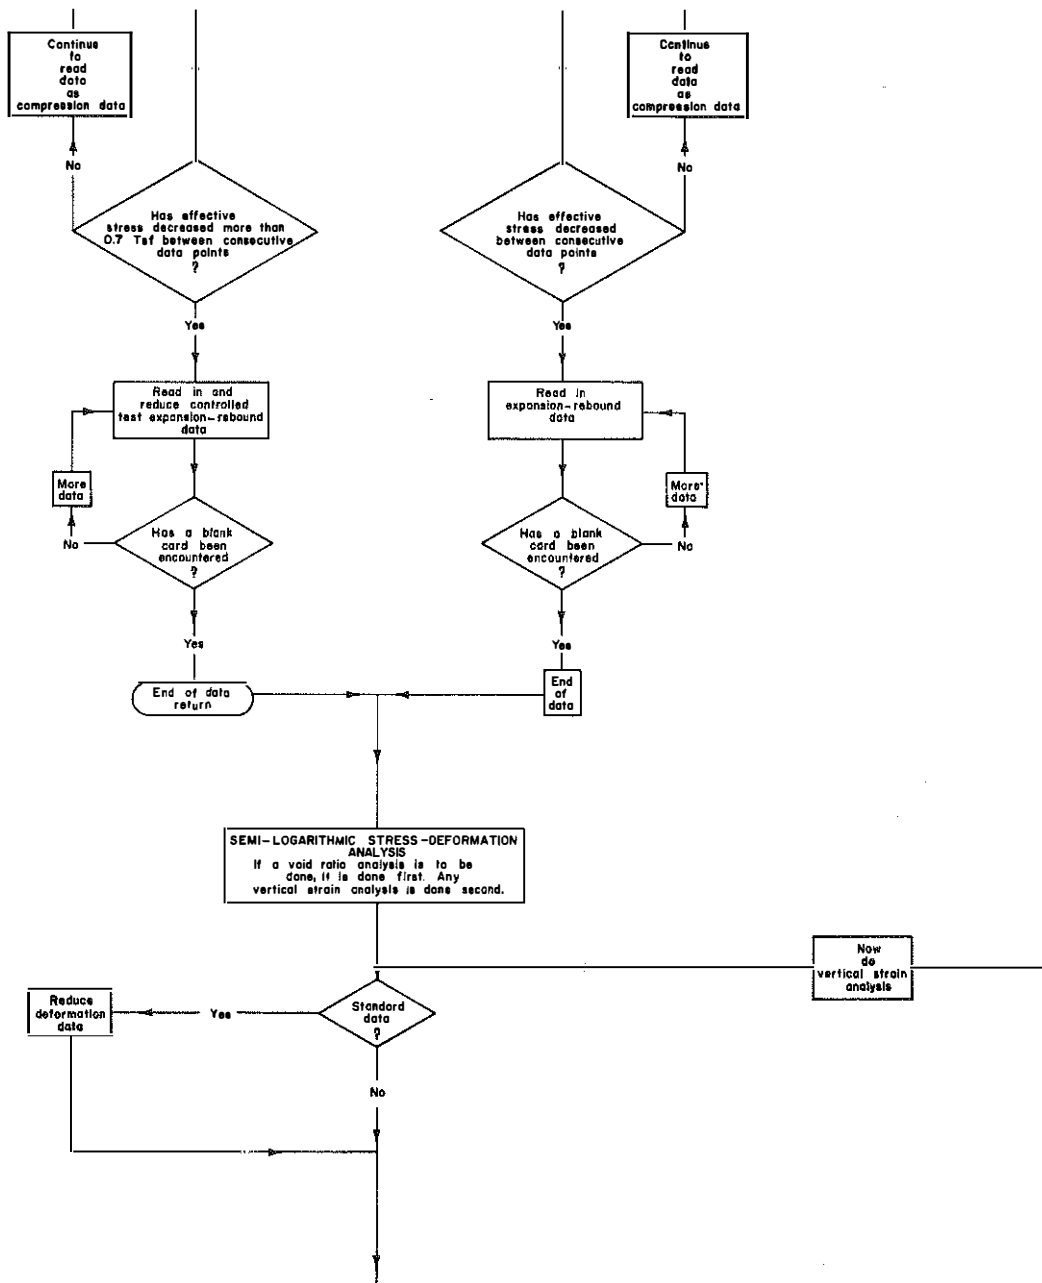 Continue
to
read
data
as
compression data
No
Has effective
stress decreased more than
0.7 Tsf between consecutive
data points
?
Yes
Read in and
reduce controlled
test expansion-rebound
data
More
data
No
Has a blank
card been
encountered
?
Yes
End of data
return
Continue
to
read
data
as
compression data
No
Has effective
stress decreased
between consecutive
data points
?
Yes
Read in
expansion-rebound
data
More
data
No
Has a blank
card been
encountered
?
Yes
End
of
data
SEMI-LOGARITHMIC STRESS-DEFORMATION
ANALYSIS
If a void ratio analysis is to be
done, it is done first. Any
vertical strain analysis is done second.
Now
do
vertical strain
analysis
Standard
data
?
Yes
Reduce
deformation
data
No